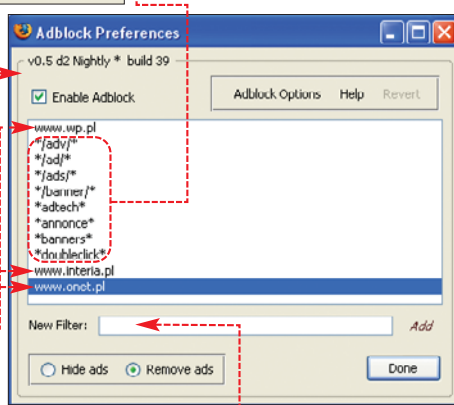 Adblock Preferences
v0.5 d2 Nightly * build 39
Enable Adblock
Adblock Options Help Revert
www.wp.pl
*/adv/*
*/ad/*
*/ads/*
*/banner/*
*adtech*
*annonce*
*banners*
*doubleclick*
www.interia.pl
www.onet.pl
New Filter:
Add
Hide ads Remove ads
Done